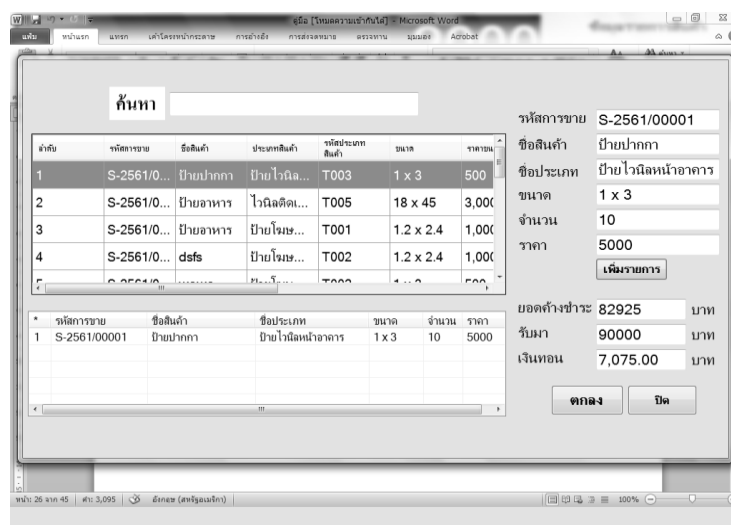 คู่มือ [โหมดความเข้ากันได้] - Microsoft Word
แฟ้ม หน้าแรก แทรก เค้าโครงหน้ากระดาษ การอ้างอิง การส่งจดหมาย ตรวจทาน มุมมอง Acrobat
ค้นหา
ลำดับ รหัสการขาย ชื่อสินค้า ประเภทสินค้า รหัสประเภทสินค้า ขนาด ราคาขน
1 S-2561/0... ป้ายปากกา ป้ายไวนิล... T003 1 x 3 500
2 S-2561/0... ป้ายอาหาร ไวนิลติดเ... T005 18 x 45 3,000
3 S-2561/0... ป้ายอาหาร ป้ายโฆษ... T001 1.2 x 2.4 1,000
4 S-2561/0... dsfs ป้ายโฆษ... T002 1.2 x 2.4 1,000
รหัสการขาย S-2561/00001
ชื่อสินค้า ป้ายปากกา
ชื่อประเภท ป้ายไวนิลหน้าอาคาร
ขนาด 1 x 3
จำนวน 10
ราคา 5000
เพิ่มรายการ
* รหัสการขาย ชื่อสินค้า ชื่อประเภท ขนาด จำนวน ราคา
1 S-2561/00001 ป้ายปากกา ป้ายไวนิลหน้าอาคาร 1 x 3 10 5000
ยอดค้างชำระ 82925 บาท
รับมา 90000 บาท
เงินทอน 7,075.00 บาท
ตกลง ปิด
หน้า: 26 จาก 45 คำ: 3,095 อังกฤษ (สหรัฐอเมริกา) 100%